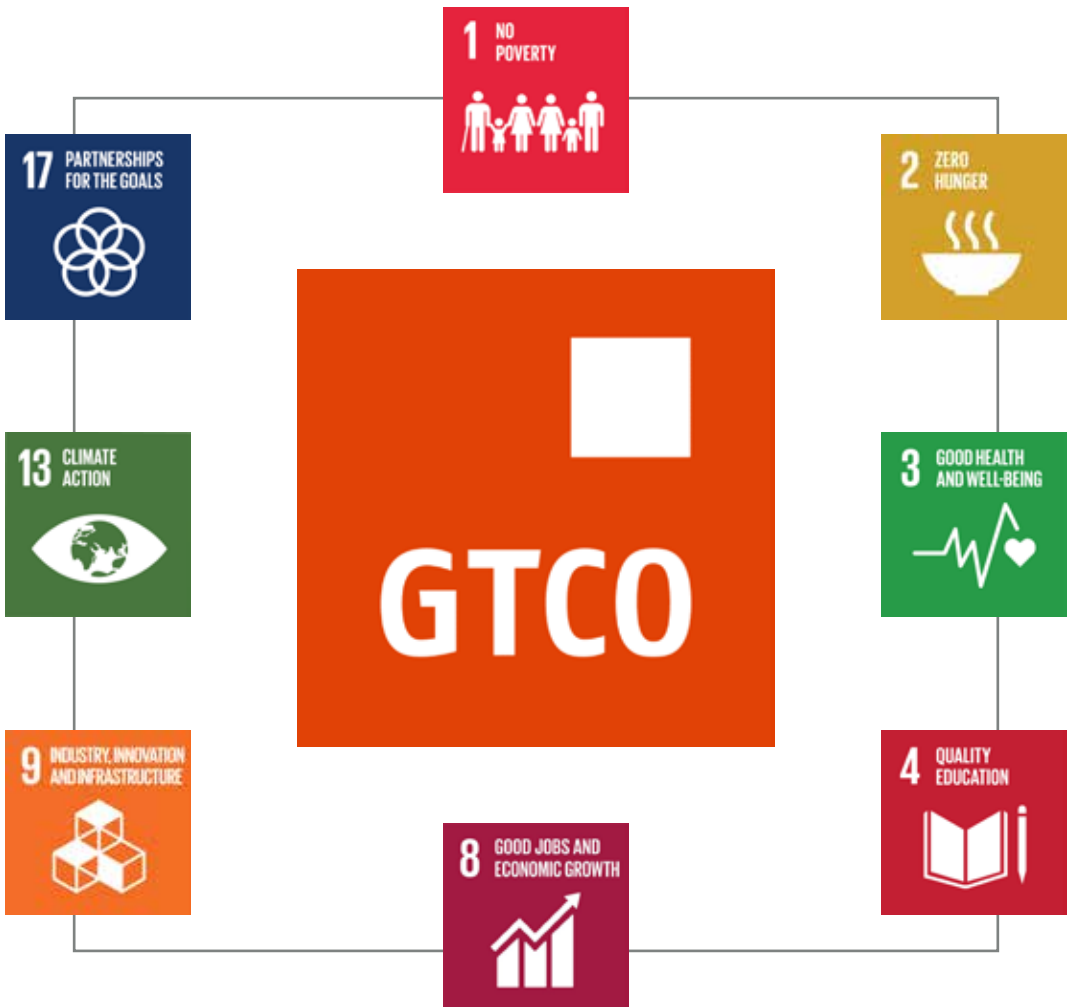 1 NO
POVERTY
17 PARTNERSHIPS
FOR THE GOALS
2 ZERO
HUNGER
13 CLIMATE
ACTION
3 GOOD HEALTH
AND WELL-BEING
GTCO
9 INDUSTRY, INNOVATION
AND INFRASTRUCTURE
4 QUALITY
EDUCATION
8 GOOD JOBS AND
ECONOMIC GROWTH